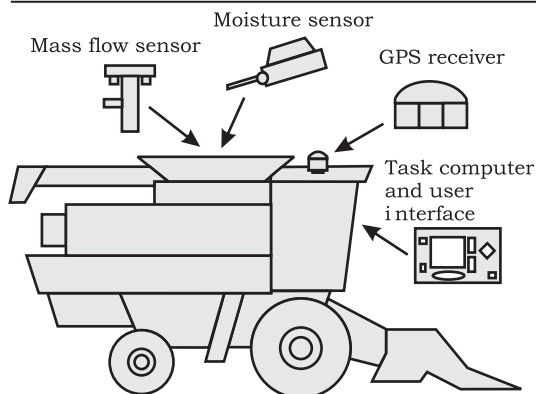 Moisture sensor
Mass flow sensor
GPS receiver
Task computer
and user
interface